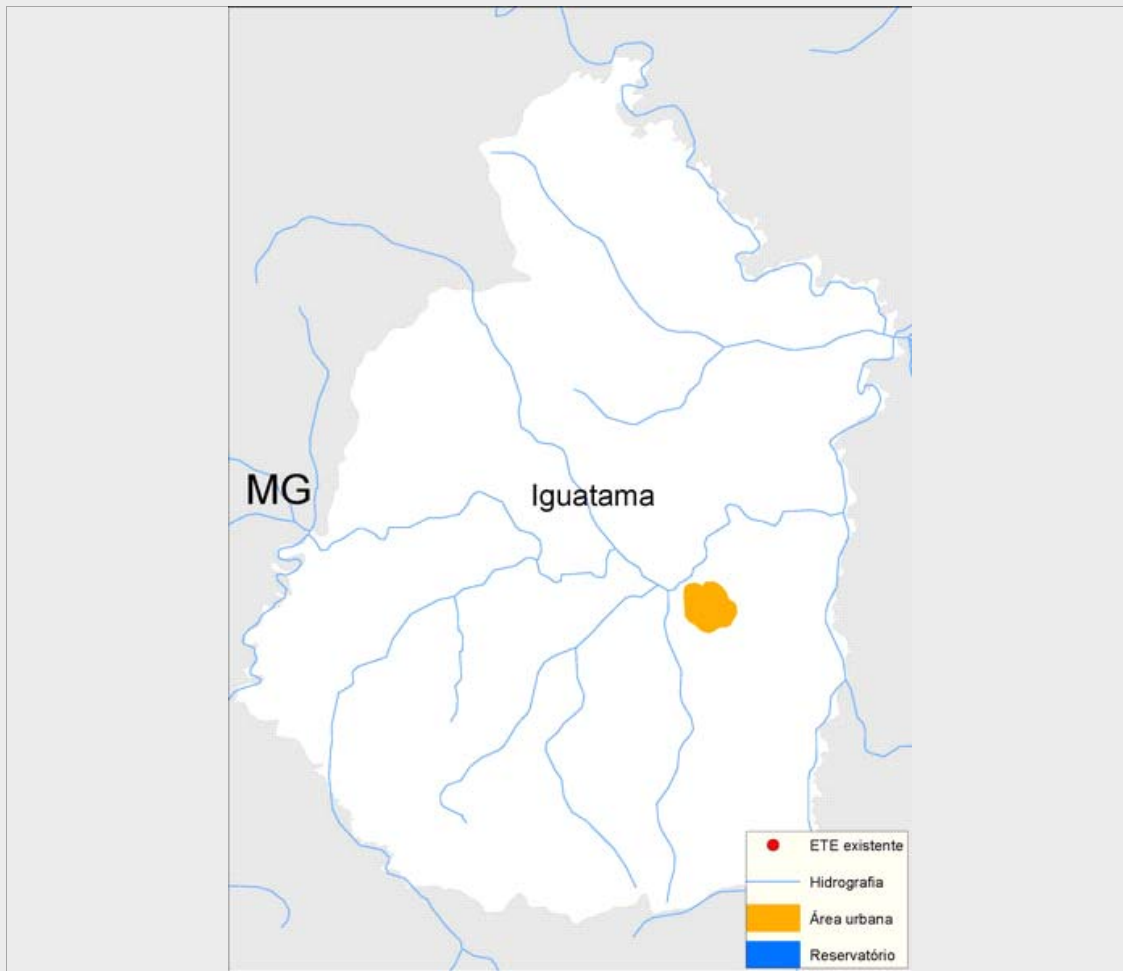 MG
Iguatama
ETE existente
Hidrografia
Área urbana
Reservatório